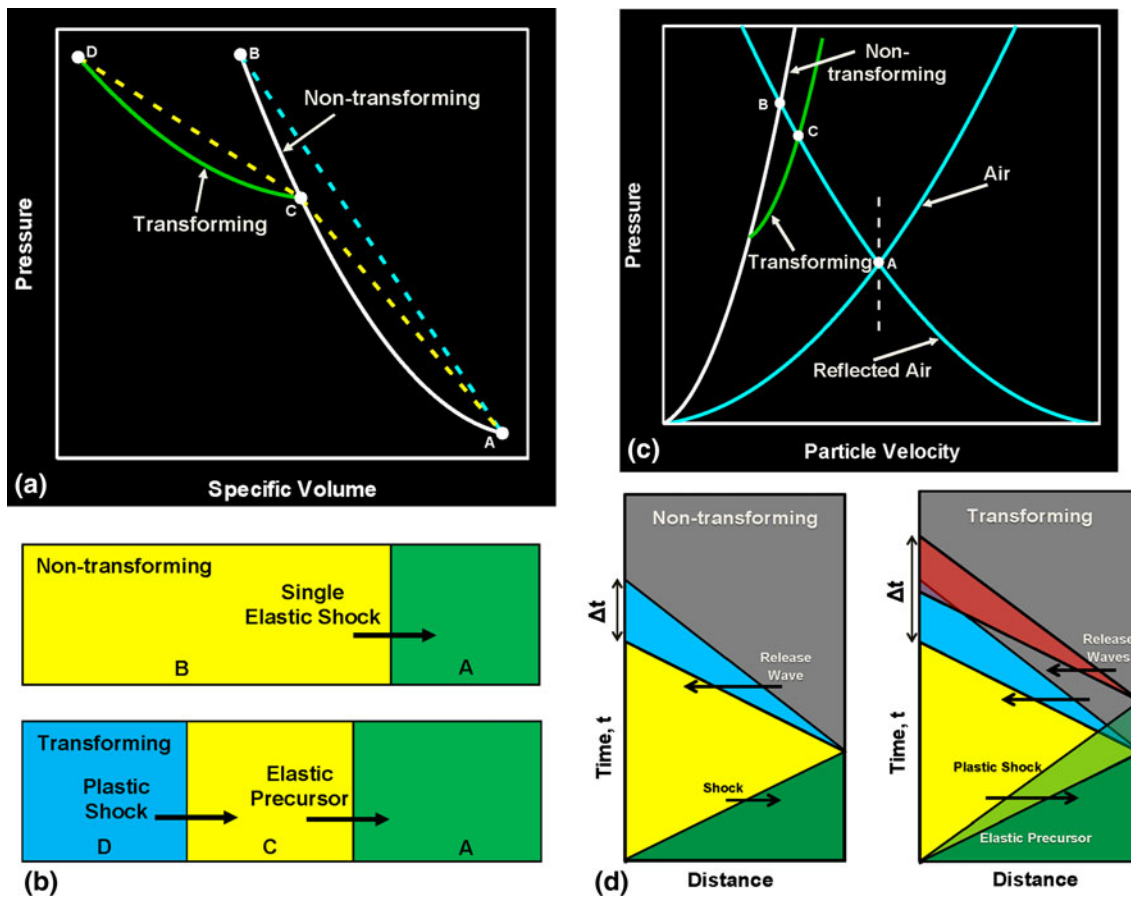 D
B
Non-transforming
Transforming
C
A
Pressure
Specific Volume
(a)
Non-transforming
Single
Elastic Shock
B
A
Transforming
Plastic
Shock
Elastic
Precursor
D
C
A
(b)
Non-
transforming
B
C
Air
Transforming
A
Reflected Air
Pressure
Particle Velocity
(c)
Non-transforming
Δt
Release
Wave
Time, t
Shock
Distance
Transforming
Δt
Release
Waves
Time, t
Plastic Shock
Elastic Precursor
Distance
(d)